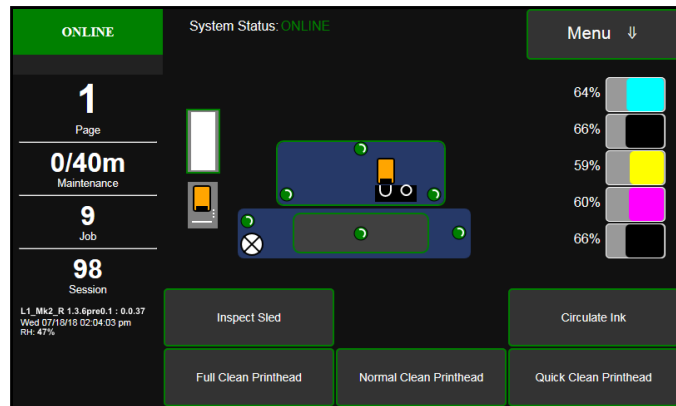 ONLINE
System Status: ONLINE
Menu ⇓
1
Page
0/40m
Maintenance
9
Job
98
Session
L1_Mk2_R 1.3.6pre0.1 : 0.0.37
Wed 07/18/18 02:04:03 pm
RH: 47%
64%
66%
59%
60%
66%
Inspect Sled
Circulate Ink
Full Clean Printhead
Normal Clean Printhead
Quick Clean Printhead